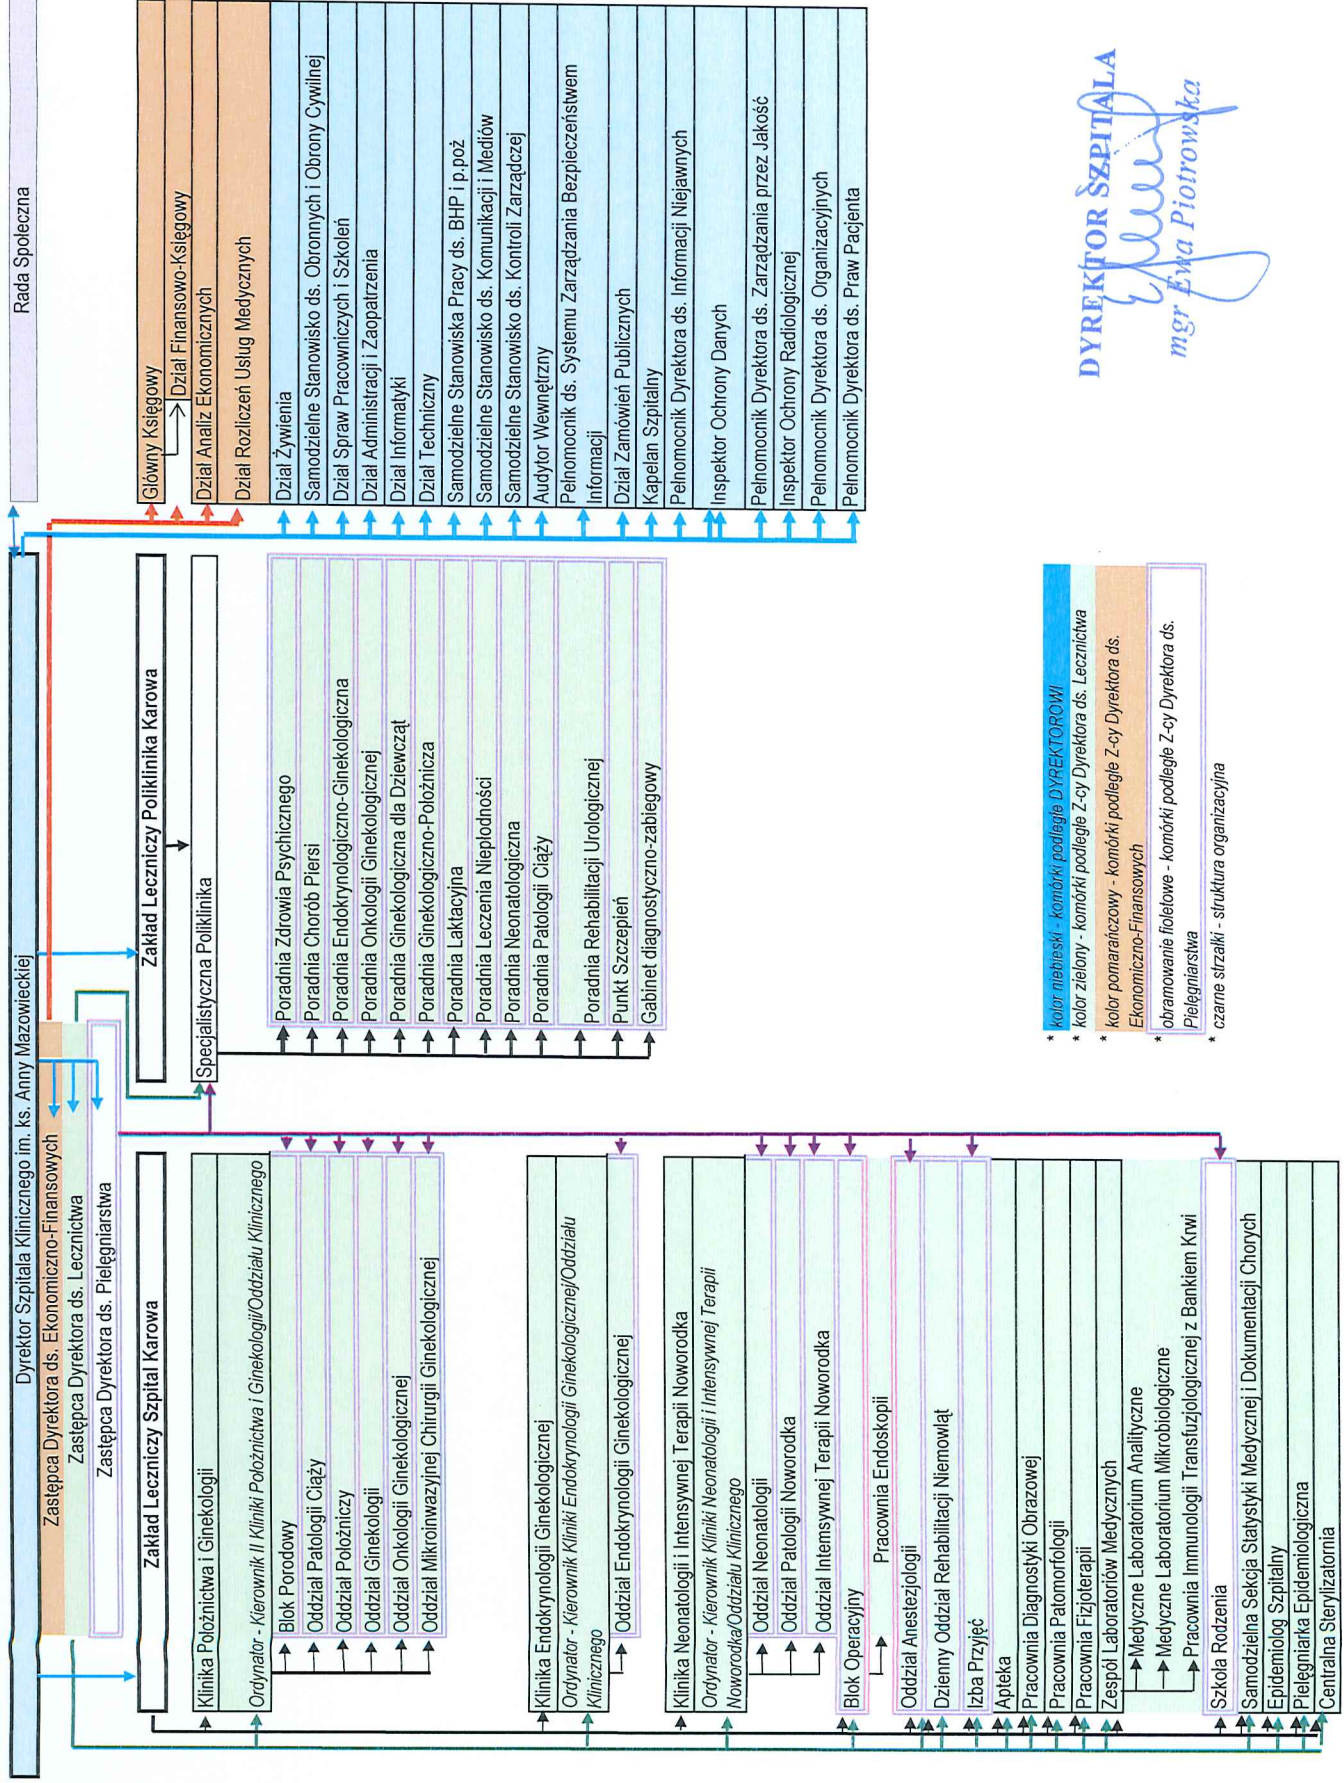 Dyrektor Szpitala Klinicznego im. ks. Anny Mazowieckiej
Rada Społeczna
Zastępca Dyrektora ds. Ekonomiczno-Finansowych
Zastępca Dyrektora ds. Lecznictwa
Zastępca Dyrektora ds. Pielęgniarstwa
Zakład Leczniczy Szpital Karowa
Klinika Położnictwa i Ginekologii
Ordynator - Kierownik II Kliniki Położnictwa i Ginekologii/Oddziału Klinicznego
Blok Porodowy
Oddział Patologii Ciąży
Oddział Położniczy
Oddział Ginekologii
Oddział Onkologii Ginekologicznej
Oddział Mikroinwazyjnej Chirurgii Ginekologicznej
Klinika Endokrynologii Ginekologicznej
Ordynator - Kierownik Kliniki Endokrynologii Ginekologicznej/Oddziału
Klinicznego
Oddział Endokrynologii Ginekologicznej
Klinika Neonatologii i Intensywnej Terapii Noworodka
Ordynator - Kierownik Kliniki Neonatologii i Intensywnej Terapii
Noworodka/Oddziału Klinicznego
Oddział Neonatologii
Oddział Patologii Noworodka
Oddział Intensywnej Terapii Noworodka
Blok Operacyjny
Pracownia Endoskopii
Oddział Anestezjologii
Dzienny Oddział Rehabilitacji Niemowląt
Izba Przyjęć
Apteka
Pracownia Diagnostyki Obrazowej
Pracownia Patomorfologii
Pracownia Fizjoterapii
Zespół Laboratoriów Medycznych
Medyczne Laboratorium Analityczne
Medyczne Laboratorium Mikrobiologiczne
Pracownia Immunologii Transfuzjologicznej z Bankiem Krwi
Szkoła Rodzenia
Samodzielna Sekcja Statystyki Medycznej i Dokumentacji Chorych
Epidemiolog Szpitalny
Pielęgniarka Epidemiologiczna
Centralna Sterylizatornia
Zakład Leczniczy Poliklinika Karowa
Specjalistyczna Poliklinika
Poradnia Zdrowia Psychicznego
Poradnia Chorób Piersi
Poradnia Endokrynologiczno-Ginekologiczna
Poradnia Onkologii Ginekologicznej
Poradnia Ginekologiczna dla Dziewcząt
Poradnia Ginekologiczno-Położnicza
Poradnia Laktacyjna
Poradnia Leczenia Niepłodności
Poradnia Neonatologiczna
Poradnia Patologii Ciąży
Poradnia Rehabilitacji Urologicznej
Punkt Szczepień
Gabinet diagnostyczno-zabiegowy
Główny Księgowy
Dział Finansowo-Księgowy
Dział Analiz Ekonomicznych
Dział Rozliczeń Usług Medycznych
Dział Żywienia
Samodzielne Stanowisko ds. Obronnych i Obrony Cywilnej
Dział Spraw Pracowniczych i Szkoleń
Dział Administracji i Zaopatrzenia
Dział Informatyki
Dział Techniczny
Samodzielne Stanowiska Pracy ds. BHP i p.poż
Samodzielne Stanowisko ds. Komunikacji i Mediów
Samodzielne Stanowisko ds. Kontroli Zarządczej
Audytor Wewnętrzny
Pełnomocnik ds. Systemu Zarządzania Bezpieczeństwem
Informacji
Dział Zamówień Publicznych
Kapelan Szpitalny
Pełnomocnik Dyrektora ds. Informacji Niejawnych
Inspektor Ochrony Danych
Pełnomocnik Dyrektora ds. Zarządzania przez Jakość
Inspektor Ochrony Radiologicznej
Pełnomocnik Dyrektora ds. Organizacyjnych
Pełnomocnik Dyrektora ds. Praw Pacjenta
* kolor niebieski - komórki podległe DYREKTOROWI
* kolor zielony - komórki podległe Z-cy Dyrektora ds. Lecznictwa
* kolor pomarańczowy - komórki podległe Z-cy Dyrektora ds.
Ekonomiczno-Finansowych
* obramowanie fioletowe - komórki podległe Z-cy Dyrektora ds.
Pielęgniarstwa
* czarne strzałki - struktura organizacyjna
DYREKTOR SZPITALA
mgr Ewa Piotrowska